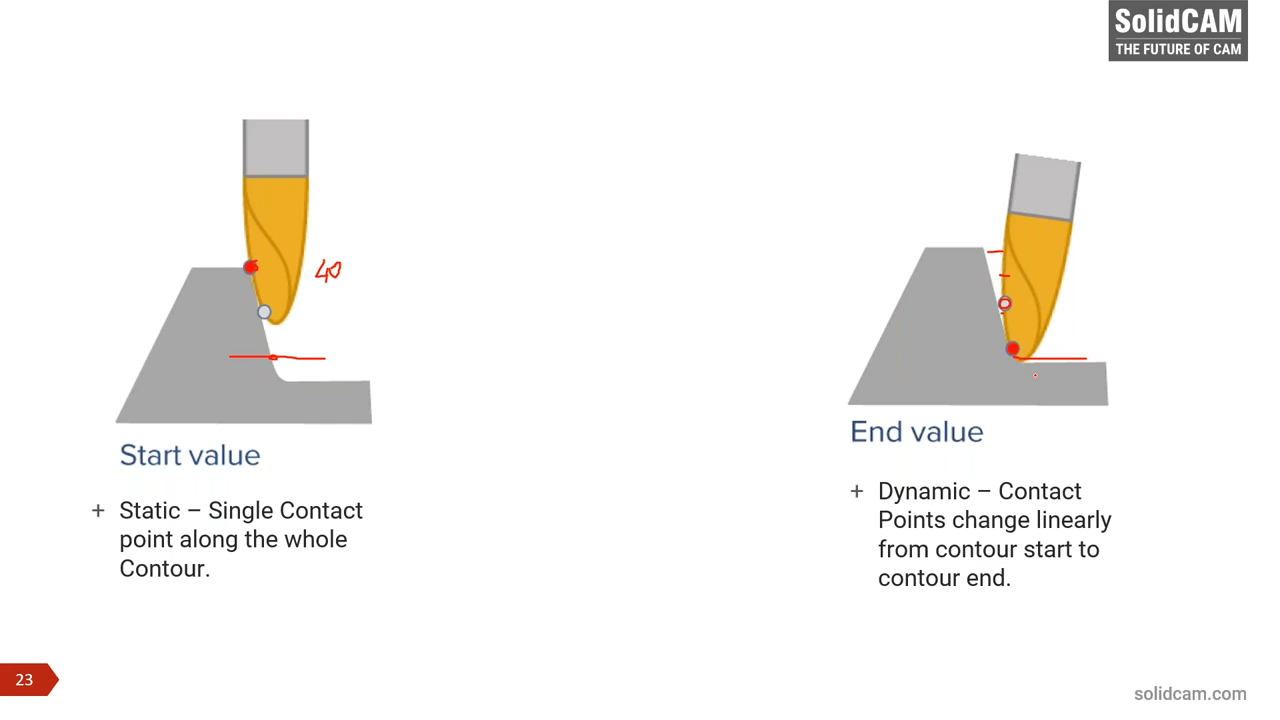 SolidCAM
THE FUTURE OF CAM
40
Start value
+ Static – Single Contact
point along the whole
Contour.
End value
+ Dynamic – Contact
Points change linearly
from contour start to
contour end.
23
solidcam.com